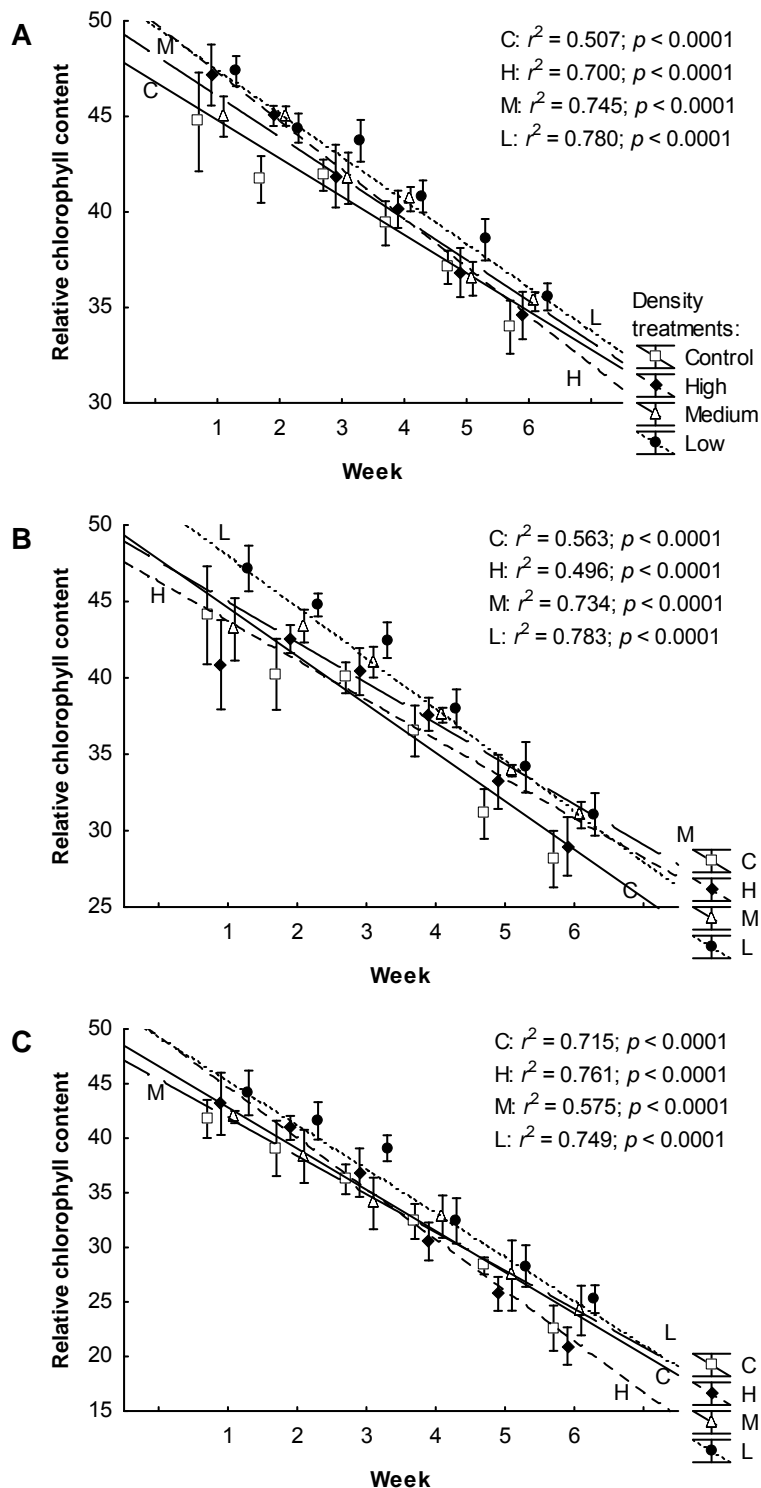 A
50
45
40
35
30
Relative chlorophyll content
M
C
L
H
C: r² = 0.507; p < 0.0001
H: r² = 0.700; p < 0.0001
M: r² = 0.745; p < 0.0001
L: r² = 0.780; p < 0.0001
Density
treatments:
Control
High
Medium
Low
1 2 3 4 5 6
Week
B
50
45
40
35
30
25
Relative chlorophyll content
L
H
M
C
C: r² = 0.563; p < 0.0001
H: r² = 0.496; p < 0.0001
M: r² = 0.734; p < 0.0001
L: r² = 0.783; p < 0.0001
C
H
M
L
1 2 3 4 5 6
Week
C
50
45
40
35
30
25
20
15
Relative chlorophyll content
M
L
C
H
C: r² = 0.715; p < 0.0001
H: r² = 0.761; p < 0.0001
M: r² = 0.575; p < 0.0001
L: r² = 0.749; p < 0.0001
C
H
M
L
1 2 3 4 5 6
Week